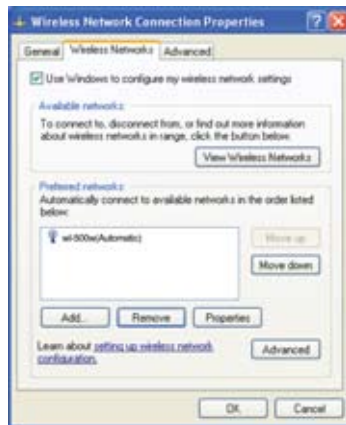 Wireless Network Connection Properties
General Wireless Networks Advanced
Use Windows to configure my wireless network settings
Available networks:
To connect to, disconnect from, or find out more information
about wireless networks in range, click the button below.
View Wireless Networks
Preferred networks:
Automatically connect to available networks in the order listed
below:
wl-500w(Automatic)
Move up
Move down
Add... Remove Properties
Learn about setting up wireless network
configuration.
Advanced
OK Cancel